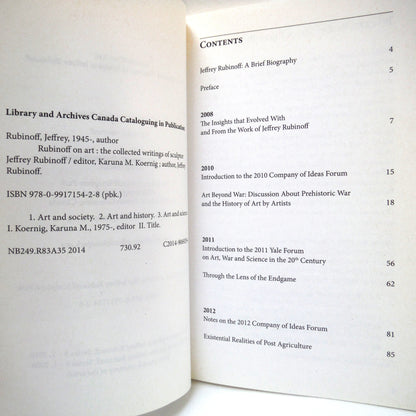 Library and Archives Canada Cataloguing in Publication
Rubinoff, Jeffrey, 1945-, author
Rubinoff on art : the collected writings of sculptor
Jeffrey Rubinoff / editor, Karuna M. Koernig ; author, Jeffrey
Rubinoff.
ISBN 978-0-9917154-2-8 (pbk.)
1. Art and society. 2. Art and history. 3. Art and science.
I. Koernig, Karuna M., 1975-, editor II. Title.
NB249.R83A35 2014 730.92
CONTENTS
Jeffrey Rubinoff: A Brief Biography 4
Preface 5
2008
The Insights that Evolved With
and From the Work of Jeffrey Rubinoff 7
2010
Introduction to the 2010 Company of Ideas Forum 15
Art Beyond War: Discussion About Prehistoric War
and the History of Art by Artists 18
2011
Introduction to the 2011 Yale Forum
on Art, War and Science in the 20th Century 56
Through the Lens of the Endgame 62
2012
Notes on the 2012 Company of Ideas Forum 81
Existential Realities of Post Agriculture 85